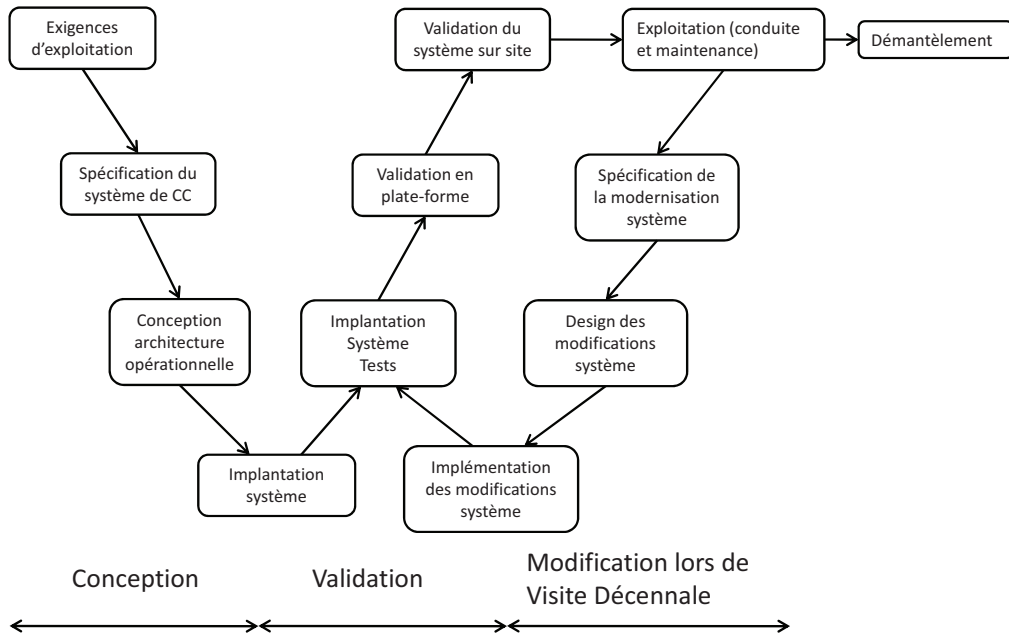 Exigences
d’exploitation
Validation du
système sur site
Exploitation (conduite
et maintenance)
Démantèlement
Spécification du
système de CC
Validation en
plate-forme
Spécification de
la modernisation
système
Conception
architecture
opérationnelle
Implantation
Système
Tests
Design des
modifications
système
Implantation
système
Implémentation
des modifications
système
Conception
Validation
Modification lors de
Visite Décennale